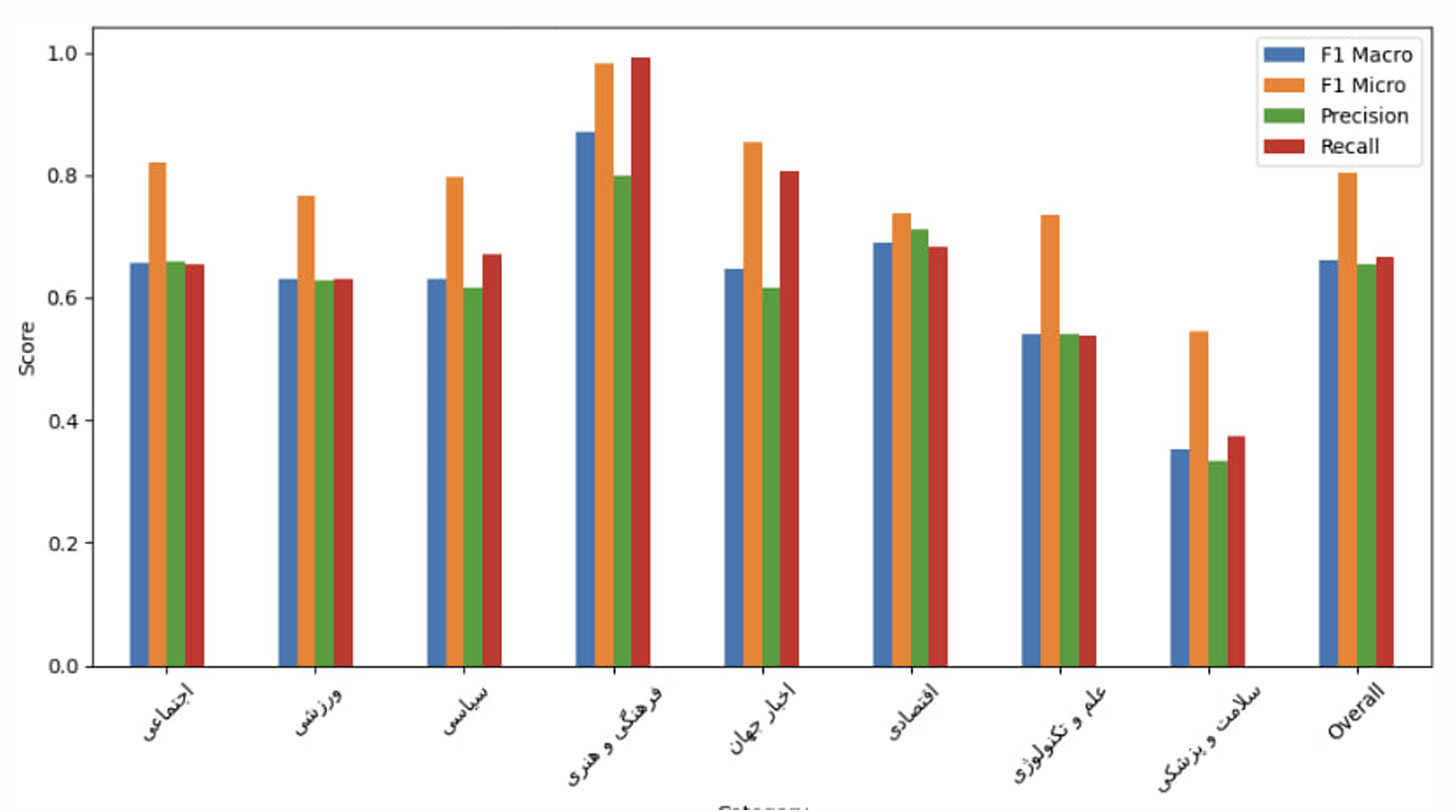 1.0
0.8
0.6
0.4
0.2
0.0
Score
F1 Macro
F1 Micro
Precision
Recall
اجتماعی
ورزشی
سیاسی
فرهنگی و هنری
اخبار جهان
اقتصادی
علم و تکنولوژی
سلامت و پزشکی
Overall